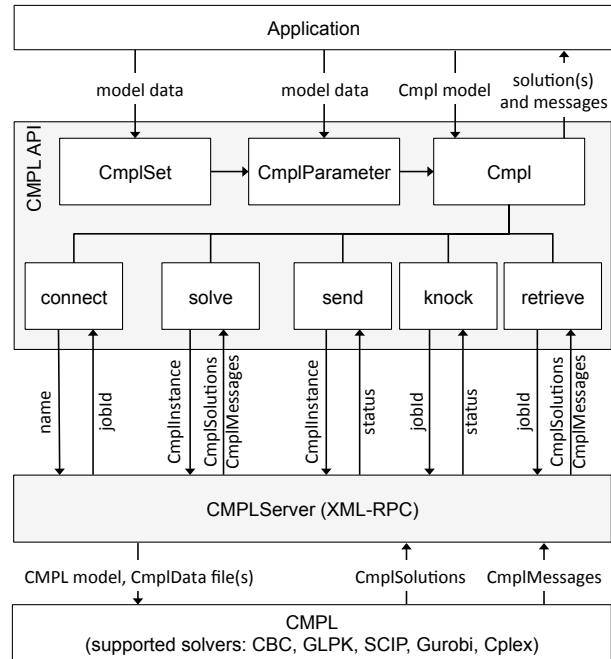 Application
model data
model data
Cmpl model
solution(s)
and messages
CMPL API
CmplSet
CmplParameter
Cmpl
connect
solve
send
knock
retrieve
name
jobId
CmplInstance
CmplSolutions
CmplMessages
CmplInstance
status
jobId
status
jobId
CmplSolutions
CmplMessages
CMPLServer (XML-RPC)
CMPL model, CmplData file(s)
CmplSolutions
CmplMessages
CMPL
(supported solvers: CBC, GLPK, SCIP, Gurobi, Cplex)